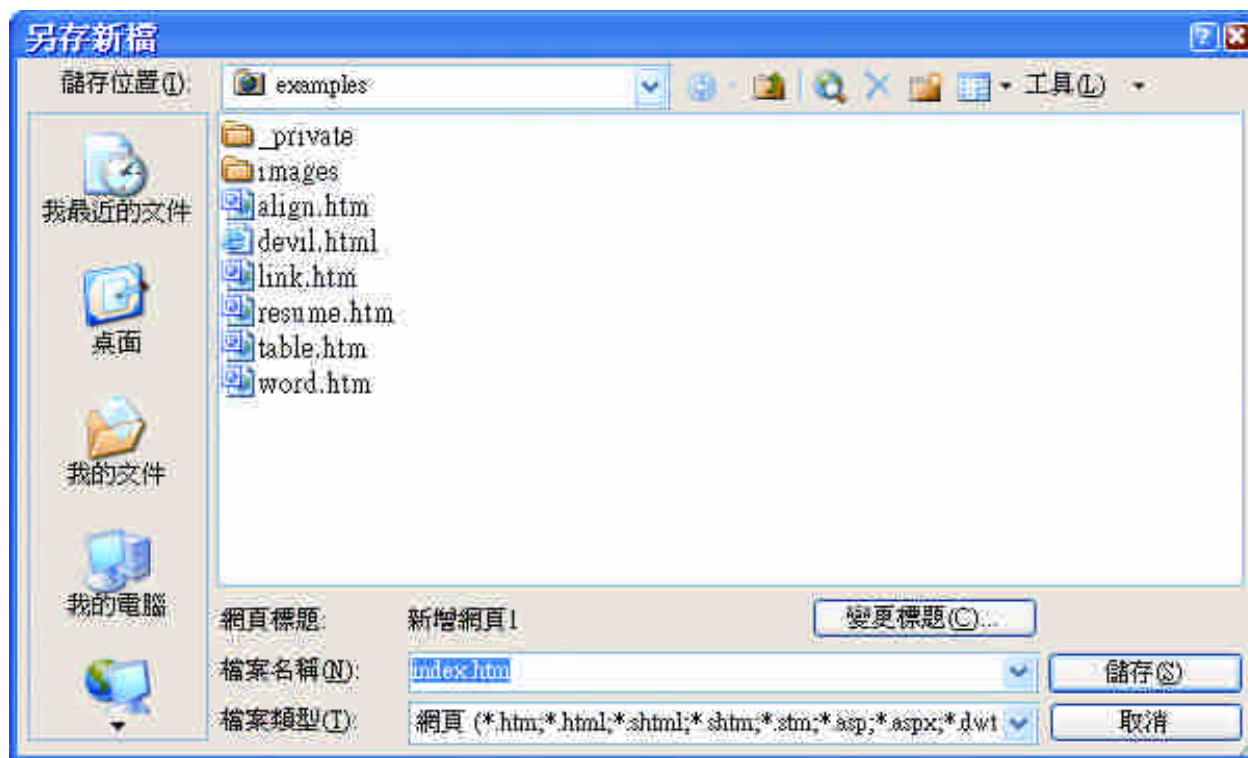 另存新檔
儲存位置(I):
examples
工具(L)
_private
images
align.htm
devil.html
link.htm
resume.htm
table.htm
word.htm
我最近的文件
桌面
我的文件
我的電腦
網頁標題:
新增網頁1
變更標題(C)...
檔案名稱(N):
index.htm
儲存(S)
檔案類型(T):
網頁 (*.htm;*.html;*.shtml;*.shtm;*.stm;*.asp;*.aspx;*.dwt
取消